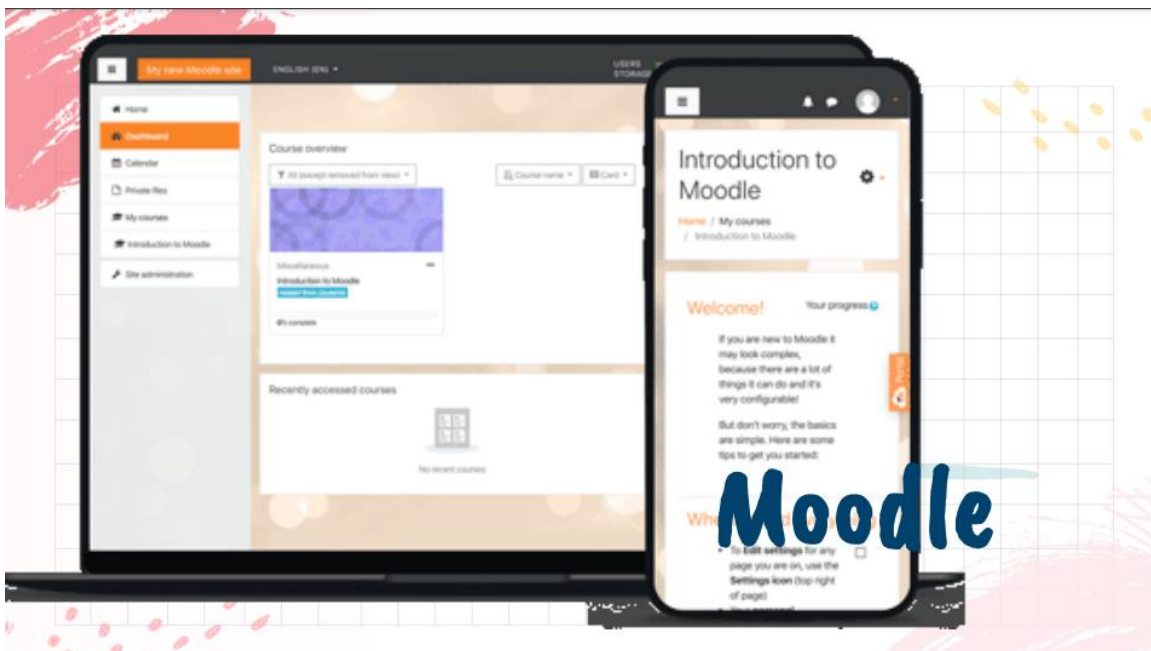 My new Moodle site
ENGLISH (EN)
USERS
STORAGE
Home
Dashboard
Calendar
Private files
My courses
Introduction to Moodle
Site administration
Course overview
All (except removed from view)
Course name
Card
Miscellaneous
Introduction to Moodle
0% complete
Recently accessed courses
No recent courses
Introduction to
Moodle
Home / My courses
/ Introduction to Moodle
Welcome!
Your progress
If you are new to Moodle it
may look complex,
because there are a lot of
things it can do and it's
very configurable!
But don't worry, the basics
are simple. Here are some
tips to get you started:
Portal
Moodle
To Edit settings for any
page you are on, use the
Settings icon (top right
of page)